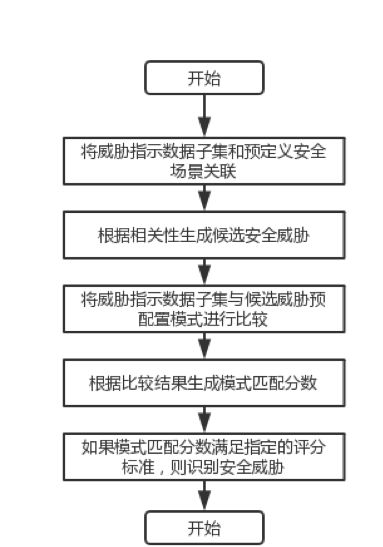 开始
将威胁指示数据子集和预定义安全
场景关联
根据相关性生成候选安全威胁
将威胁指示数据子集与候选威胁预
配置模式进行比较
根据比较结果生成模式匹配分数
如果模式匹配分数满足指定的评分
标准，则识别安全威胁
开始